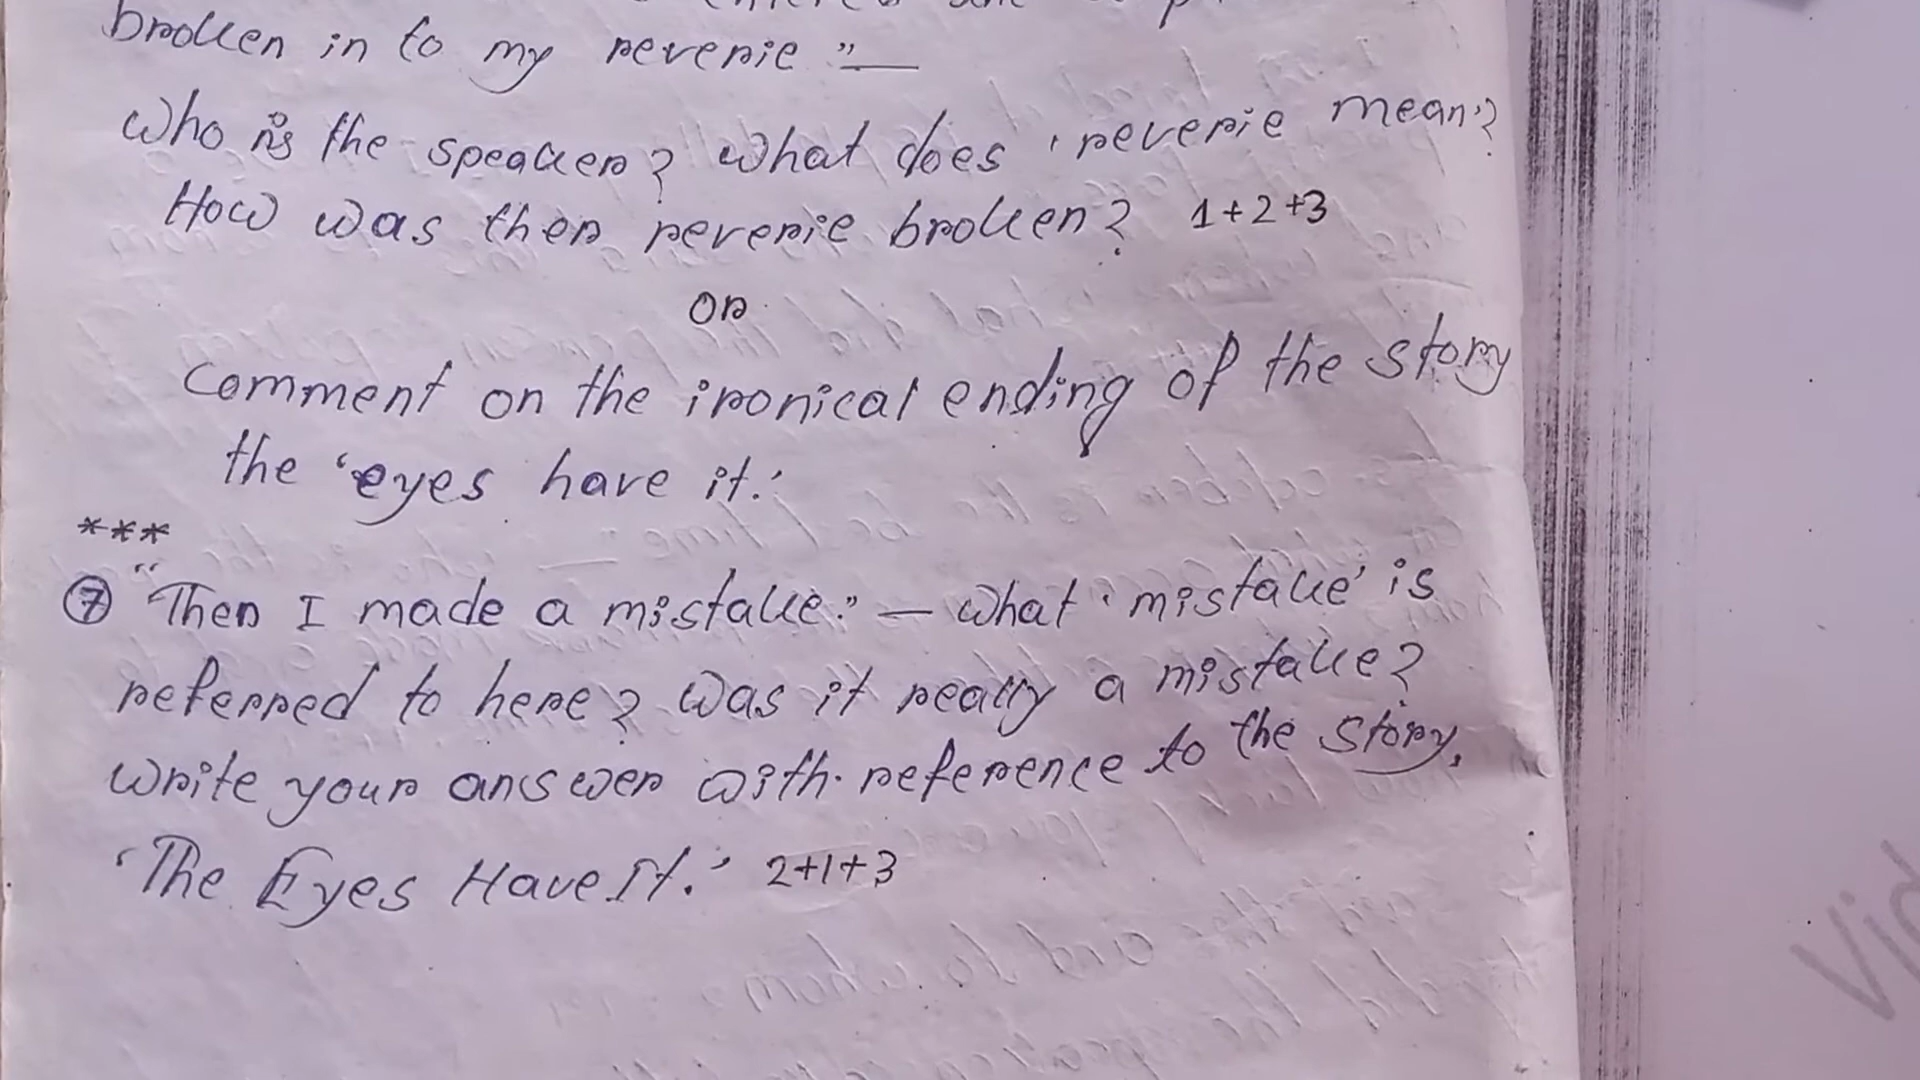 broken in to my reverie"—
Who is the speaker? What does 'reverie mean'?
How was then reverie broken? 1+2+3
OR
Comment on the ironical ending of the story
the 'eyes have it.'
***
⑦ "Then I made a mistake." — What 'mistake' is
referred to here? Was it really a mistake?
Write your answer with reference to the story,
'The Eyes Have It.' 2+1+3
Vid